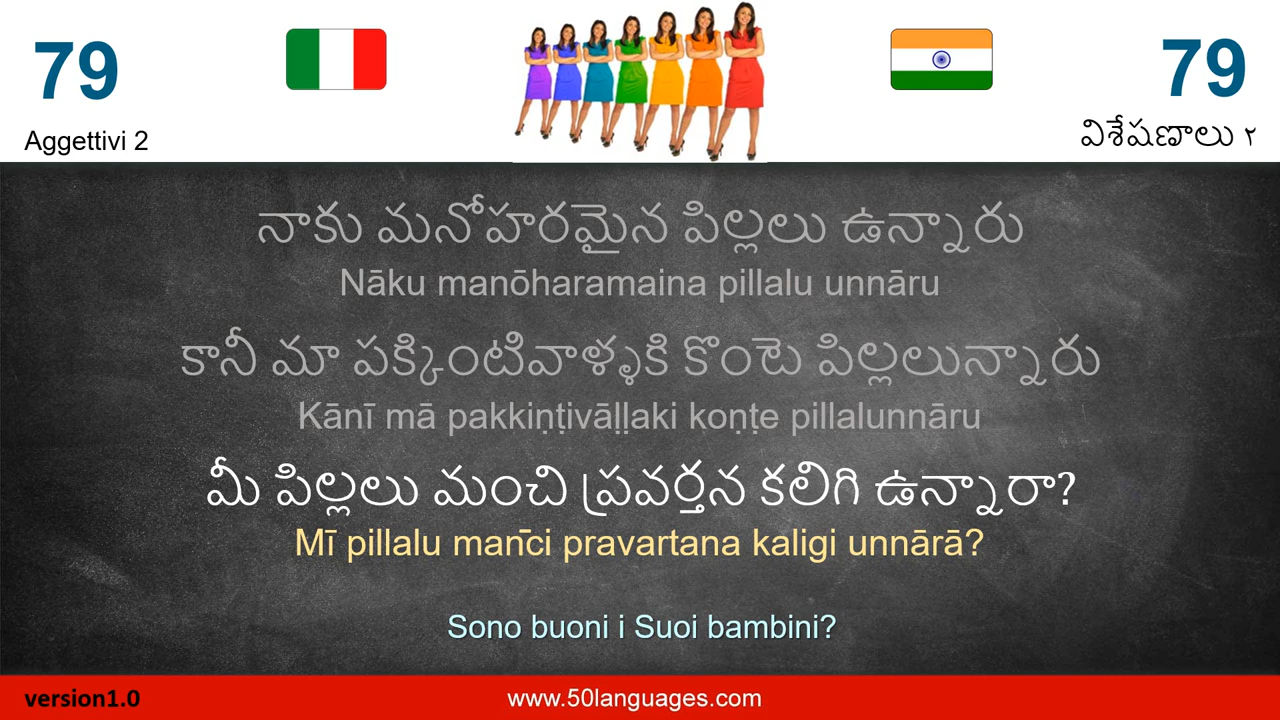 79
79
Aggettivi 2
విశేషణాలు ٢
నాకు మనోహరమైన పిల్లలు ఉన్నారు
Nāku manōharamaina pillalu unnāru
కానీ మా పక్కింటివాళ్ళకి కొంటె పిల్లలున్నారు
Kānī mā pakkiṇṭivāḷḷaki koṇṭe pillalunnāru
మీ పిల్లలు మంచి ప్రవర్తన కలిగి ఉన్నారా?
Mī pillalu man̄ci pravartana kaligi unnārā?
Sono buoni i Suoi bambini?
version1.0
www.50languages.com